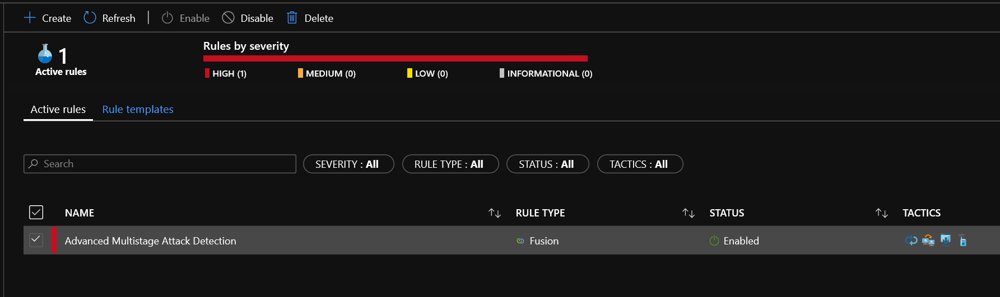 Create Refresh Enable Disable Delete
1
Active rules
Rules by severity
HIGH (1) MEDIUM (0) LOW (0) INFORMATIONAL (0)
Active rules Rule templates
Search SEVERITY : All RULE TYPE : All STATUS : All TACTICS : All
NAME RULE TYPE STATUS TACTICS
Advanced Multistage Attack Detection Fusion Enabled